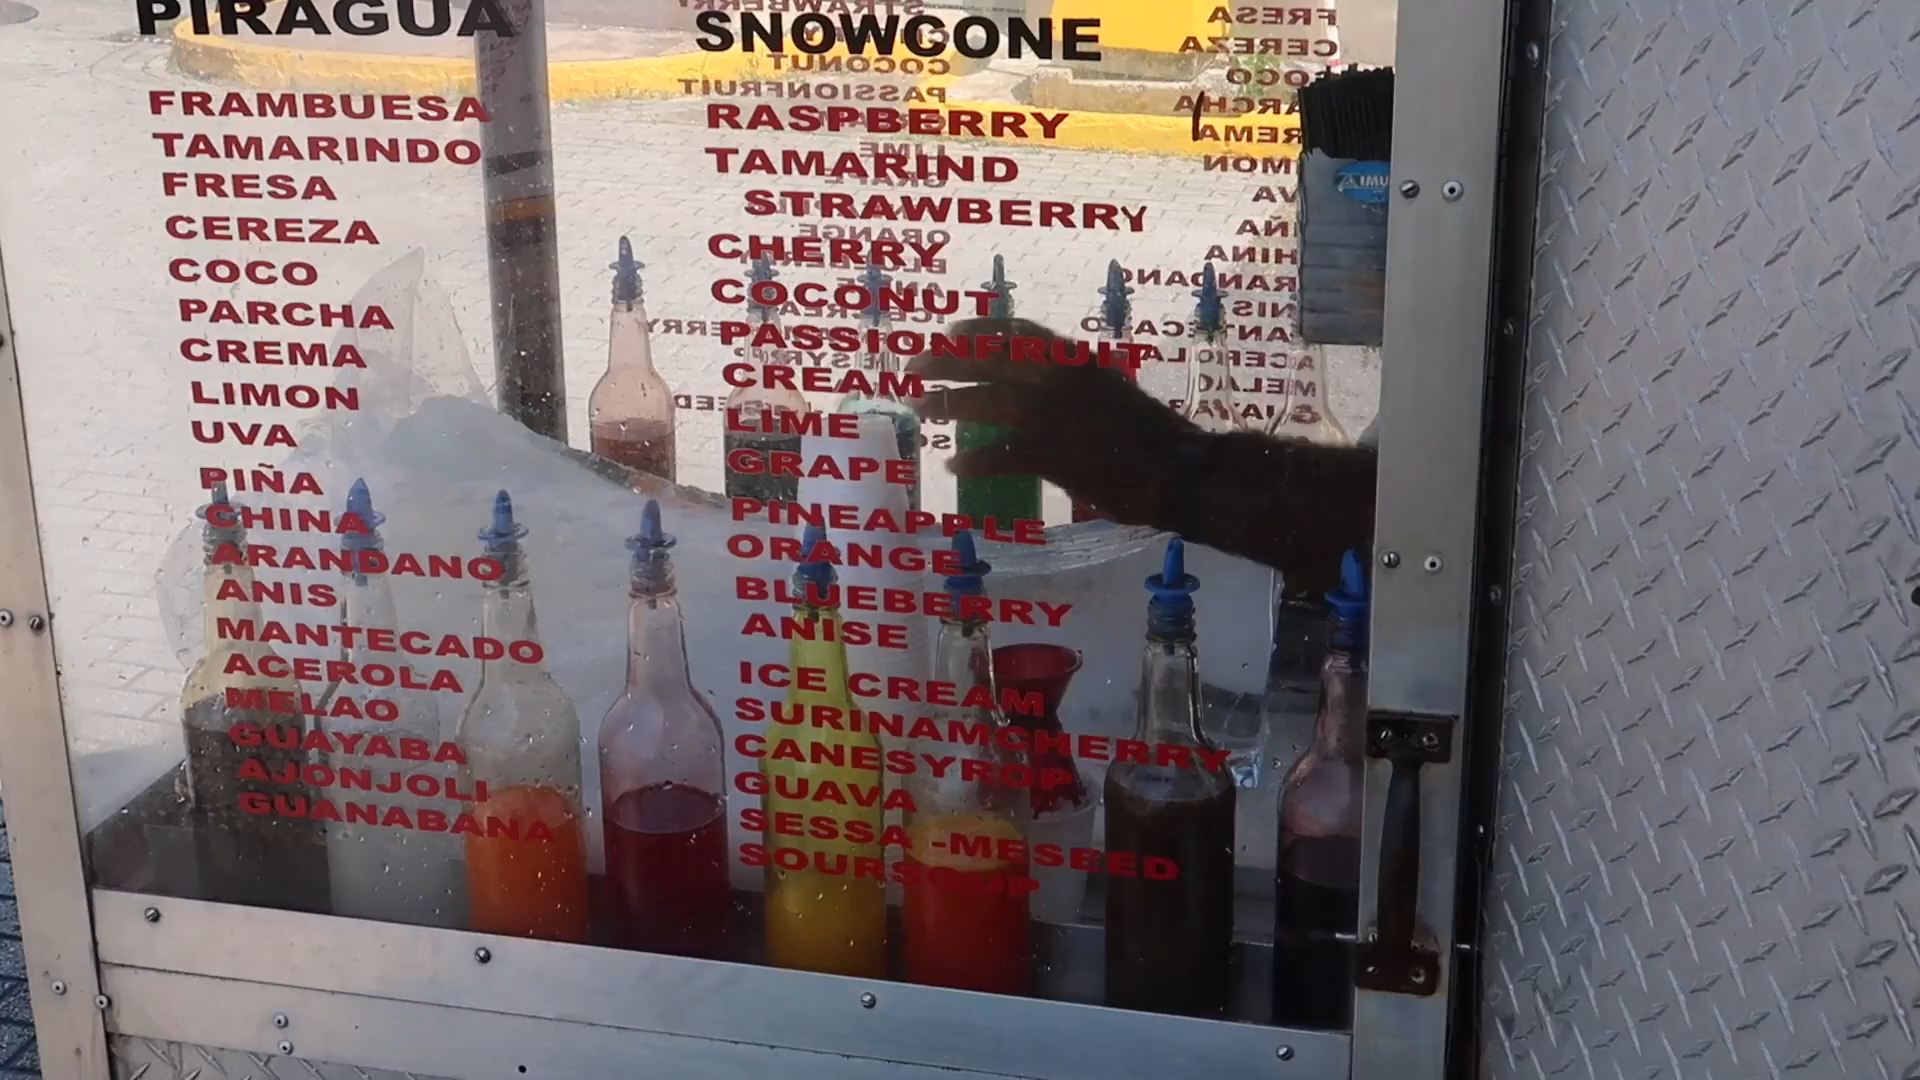 PIRAGUA
FRAMBUESA
TAMARINDO
FRESA
CEREZA
COCO
PARCHA
CREMA
LIMON
UVA
PIÑA
CHINA
ARANDANO
ANIS
MANTECADO
ACEROLA
MELAO
GUAYABA
AJONJOLI
GUANABANA
SNOWCONE
RASPBERRY
TAMARIND
STRAWBERRY
CHERRY
COCONUT
PASSIONFRUIT
CREAM
LIME
GRAPE
PINEAPPLE
ORANGE
BLUEBERRY
ANISE
ICE CREAM
SURINAMCHERRY
CANESYROP
GUAVA
SESSA -MESEED
SOURSOUP